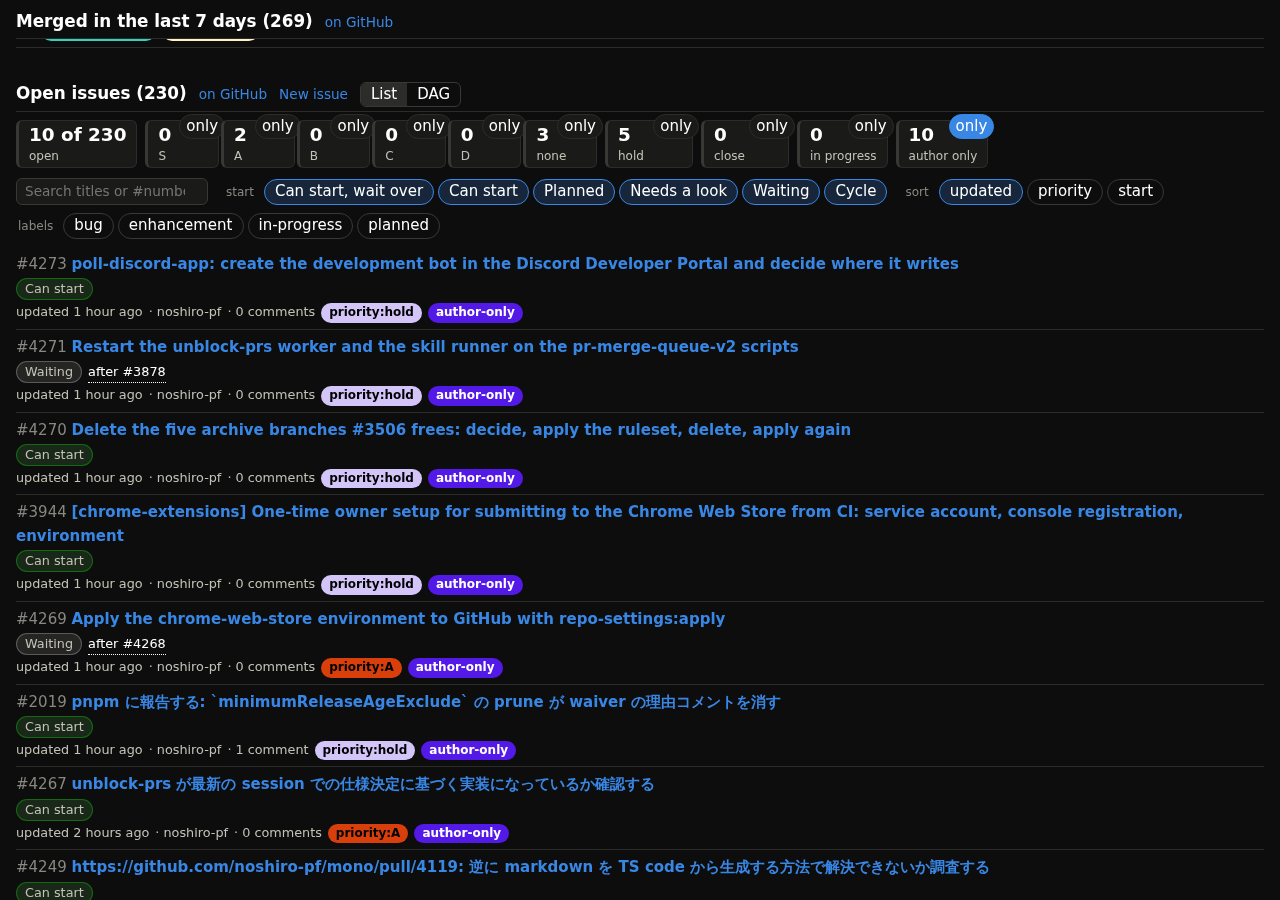 Merged in the last 7 days (269) on GitHub
Open issues (230) on GitHub New issue List DAG
10 of 230 0 only 2 only 0 only 0 only 0 only 3 only 5 only 0 only 0 only 10 only
open S A B C D none hold close in progress author only
Search titles or #numbe start Can start, wait over Can start Planned Needs a look Waiting Cycle sort updated priority start
labels bug enhancement in-progress planned
#4273 poll-discord-app: create the development bot in the Discord Developer Portal and decide where it writes
Can start
updated 1 hour ago · noshiro-pf · 0 comments priority:hold author-only
#4271 Restart the unblock-prs worker and the skill runner on the pr-merge-queue-v2 scripts
Waiting after #3878
updated 1 hour ago · noshiro-pf · 0 comments priority:hold author-only
#4270 Delete the five archive branches #3506 frees: decide, apply the ruleset, delete, apply again
Can start
updated 1 hour ago · noshiro-pf · 0 comments priority:hold author-only
#3944 [chrome-extensions] One-time owner setup for submitting to the Chrome Web Store from CI: service account, console registration,
environment
Can start
updated 1 hour ago · noshiro-pf · 0 comments priority:hold author-only
#4269 Apply the chrome-web-store environment to GitHub with repo-settings:apply
Waiting after #4268
updated 1 hour ago · noshiro-pf · 0 comments priority:A author-only
#2019 pnpm に報告する: `minimumReleaseAgeExclude` の prune が waiver の理由コメントを消す
Can start
updated 1 hour ago · noshiro-pf · 1 comment priority:hold author-only
#4267 unblock-prs が最新の session での仕様決定に基づく実装になっているか確認する
Can start
updated 2 hours ago · noshiro-pf · 0 comments priority:A author-only
#4249 https://github.com/noshiro-pf/mono/pull/4119: 逆に markdown を TS code から生成する方法で解決できないか調査する
Can start